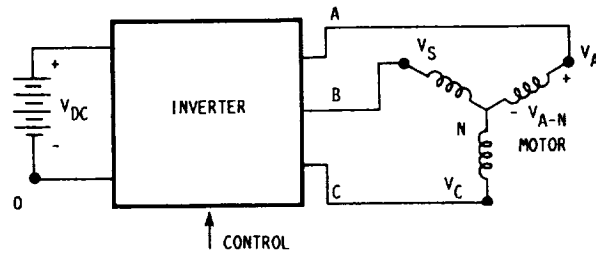 A
V_S
V_A
+
+
V_DC
INVERTER
B
-
V_A-N
N
MOTOR
-
C
V_C
0
CONTROL